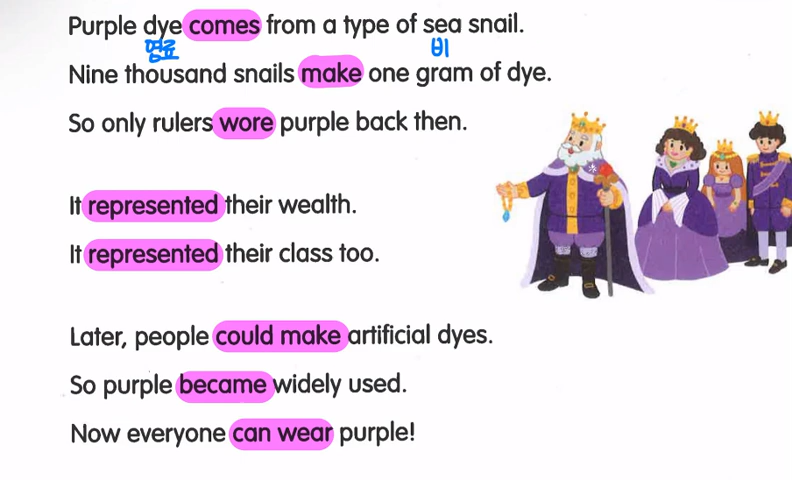 Purple dye comes from a type of sea snail.
염료
비
Nine thousand snails make one gram of dye.
So only rulers wore purple back then.
It represented their wealth.
It represented their class too.
Later, people could make artificial dyes.
So purple became widely used.
Now everyone can wear purple!